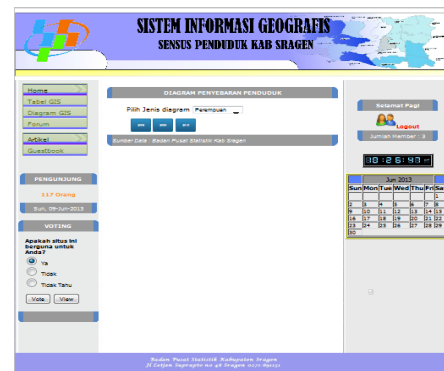 SISTEM INFORMASI GEOGRAFIS
SENSUS PENDUDUK KAB SRAGEN
Home
Tabel GIS
Diagram GIS
Forum
Artikel
Guestbook
PENGUNJUNG
117 Orang
Sun, 09-Jun-2013
VOTING
Apakah situs ini
berguna untuk
Anda?
Ya
Tidak
Tidak Tahu
Vote View
DIAGRAM PENYEBARAN PENDUDUK
Pilih Jenis diagram Perempuan
Sumber Data : Badan Pusat Statistik Kab Sragen
Selamat Pagi
Logout
Jumlah Member : 3
Jun 2013
Sun Mon Tue Wed Thu Fri Sat
1
2 3 4 5 6 7 8
9 10 11 12 13 14 15
16 17 18 19 20 21 22
23 24 25 26 27 28 29
30
Badan Pusat Statistik Kabupaten Sragen